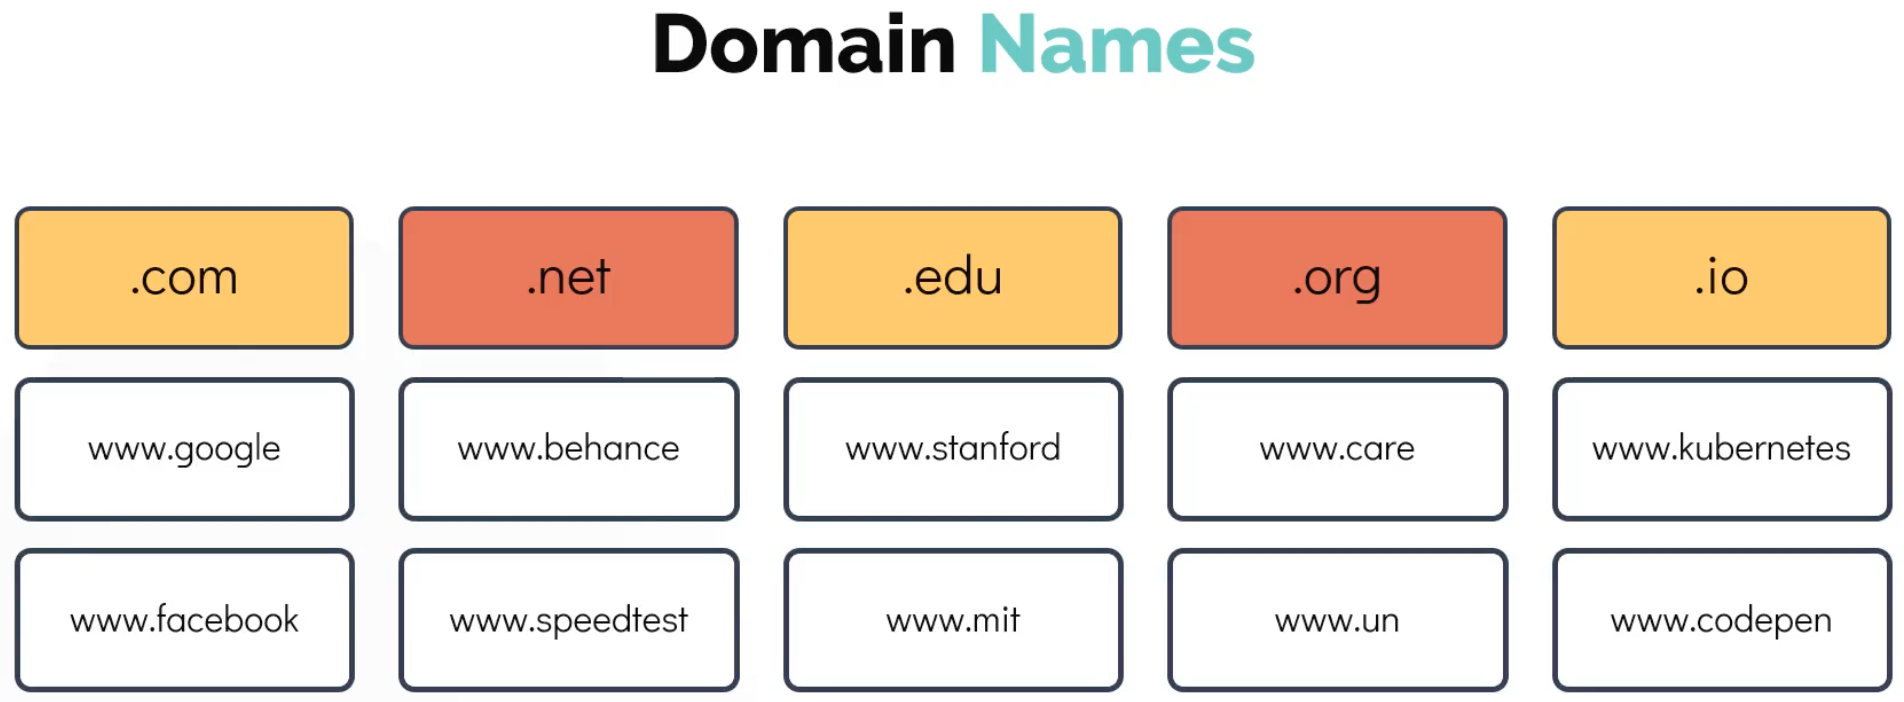 Domain Names
.com .net .edu .org .io
www.google www.behance www.stanford www.care www.kubernetes
www.facebook www.speedtest www.mit www.un www.codepen